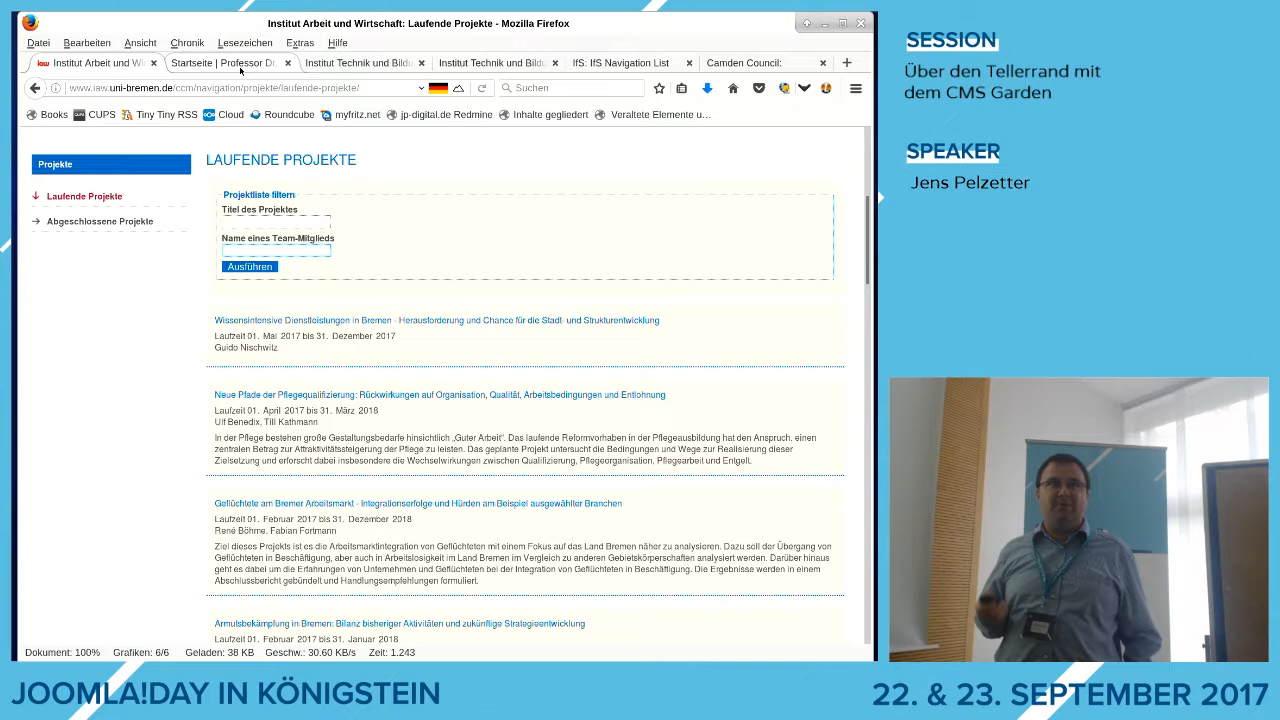 Institut Arbeit und Wirtschaft: Laufende Projekte - Mozilla Firefox
Datei Bearbeiten Ansicht Chronik Lesezeichen Extras Hilfe
iaw Institut Arbeit und Wir Startseite | Professor Dr. Institut Technik und Bildu Institut Technik und Bildu IfS: IfS Navigation List Camden Council:
www.iaw.uni-bremen.de/ccm/navigation/projekte/laufende-projekte/ Suchen
Books CUPS Tiny Tiny RSS Cloud Roundcube myfritz.net jp-digital.de Redmine Inhalte gegliedert Veraltete Elemente u…
Projekte
Laufende Projekte
Abgeschlossene Projekte
LAUFENDE PROJEKTE
Projektliste filtern
Titel des Projektes
Name eines Team-Mitglieds
Ausführen
Wissensintensive Dienstleistungen in Bremen - Herausforderung und Chance für die Stadt- und Strukturentwicklung
Laufzeit 01. Mai 2017 bis 31. Dezember 2017
Guido Nischwitz
Neue Pfade der Pflegequalifizierung: Rückwirkungen auf Organisation, Qualität, Arbeitsbedingungen und Entlohnung
Laufzeit 01. April 2017 bis 31. März 2018
Ulf Benedix, Till Kathmann
In der Pflege bestehen große Gestaltungsbedarfe hinsichtlich „Guter Arbeit“. Das laufende Reformvorhaben in der Pflegeausbildung hat den Anspruch, einen
zentralen Betrag zur Attraktivitätssteigerung der Pflege zu leisten. Das geplante Projekt untersucht die Bedingungen und Wege zur Realisierung dieser
Zielsetzung und erforscht dabei insbesondere die Wechselwirkungen zwischen Qualifizierung, Pflegeorganisation, Pflegearbeit und Entgelt.
Geflüchtete am Bremer Arbeitsmarkt - Integrationserfolge und Hürden am Beispiel ausgewählter Branchen
Laufzeit 01. Februar 2017 bis 31. Dezember 2018
René Böhme, Fabian Fortmann
Ziel dieses Projekts ist es die Arbeitsmarktintegration von Geflüchteten mit einem Fokus auf das Land Bremen näher zu analysieren. Dazu soll der Übergang von
Geflüchteten in Beschäftigung, aber auch in Arbeitslosigkeit im Land Bremen im Vergleich zu anderen Gebietskörperschaften analysiert werden. Darüber hinaus
geht es dabei um die Erfahrungen von Unternehmen und Geflüchteten bei der Integration von Geflüchteten in Beschäftigung. Die Ergebnisse werden in einem
Abschlussbericht gebündelt und Handlungsempfehlungen formuliert.
Armutsbekämpfung in Bremen: Bilanz bisheriger Aktivitäten und zukünftige Strategieentwicklung
Laufzeit 01. Februar 2017 bis 31. Januar 2018
Dokument: 100% Grafiken: 6/6 Geladen: 38 KB Geschw.: 30.60 KB/s Zeit: 1.243
SESSION
Über den Tellerrand mit
dem CMS Garden
SPEAKER
Jens Pelzetter
JOOMLA!DAY IN KÖNIGSTEIN
22. & 23. SEPTEMBER 2017